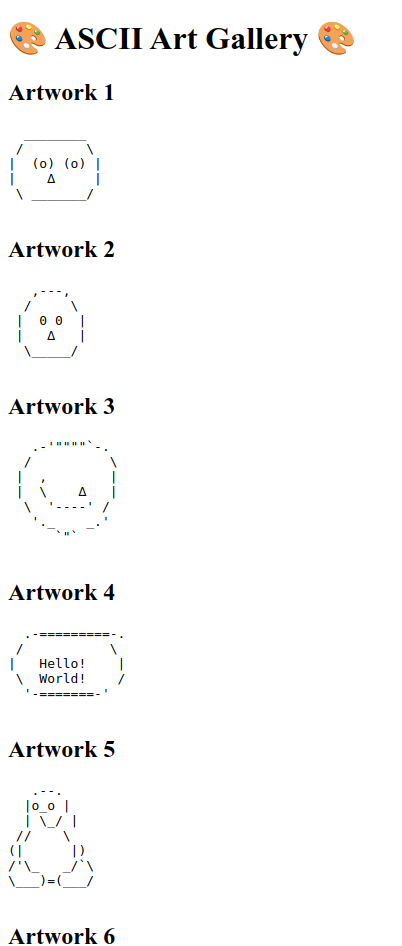 🎨 ASCII Art Gallery 🎨
Artwork 1
  ________
 /        \
|  (o) (o) |
|    Δ     |
 \ _______/
Artwork 2
   ,---,
  /     \
 |  0 0  |
 |   Δ   |
  \_____/
Artwork 3
   .-'""""`-.
  /          \
 |  ,        |
 |  \    Δ   |
  \  '----' /
   '._    _.'
      `"`
Artwork 4
  .-=========-.
 /           \
|   Hello!    |
 \  World!    /
  '-=======-'
Artwork 5
   .--.
  |o_o |
  | \_/ |
 //    \
(|      |)
/'\_   _/`\
\___)=(___/
Artwork 6